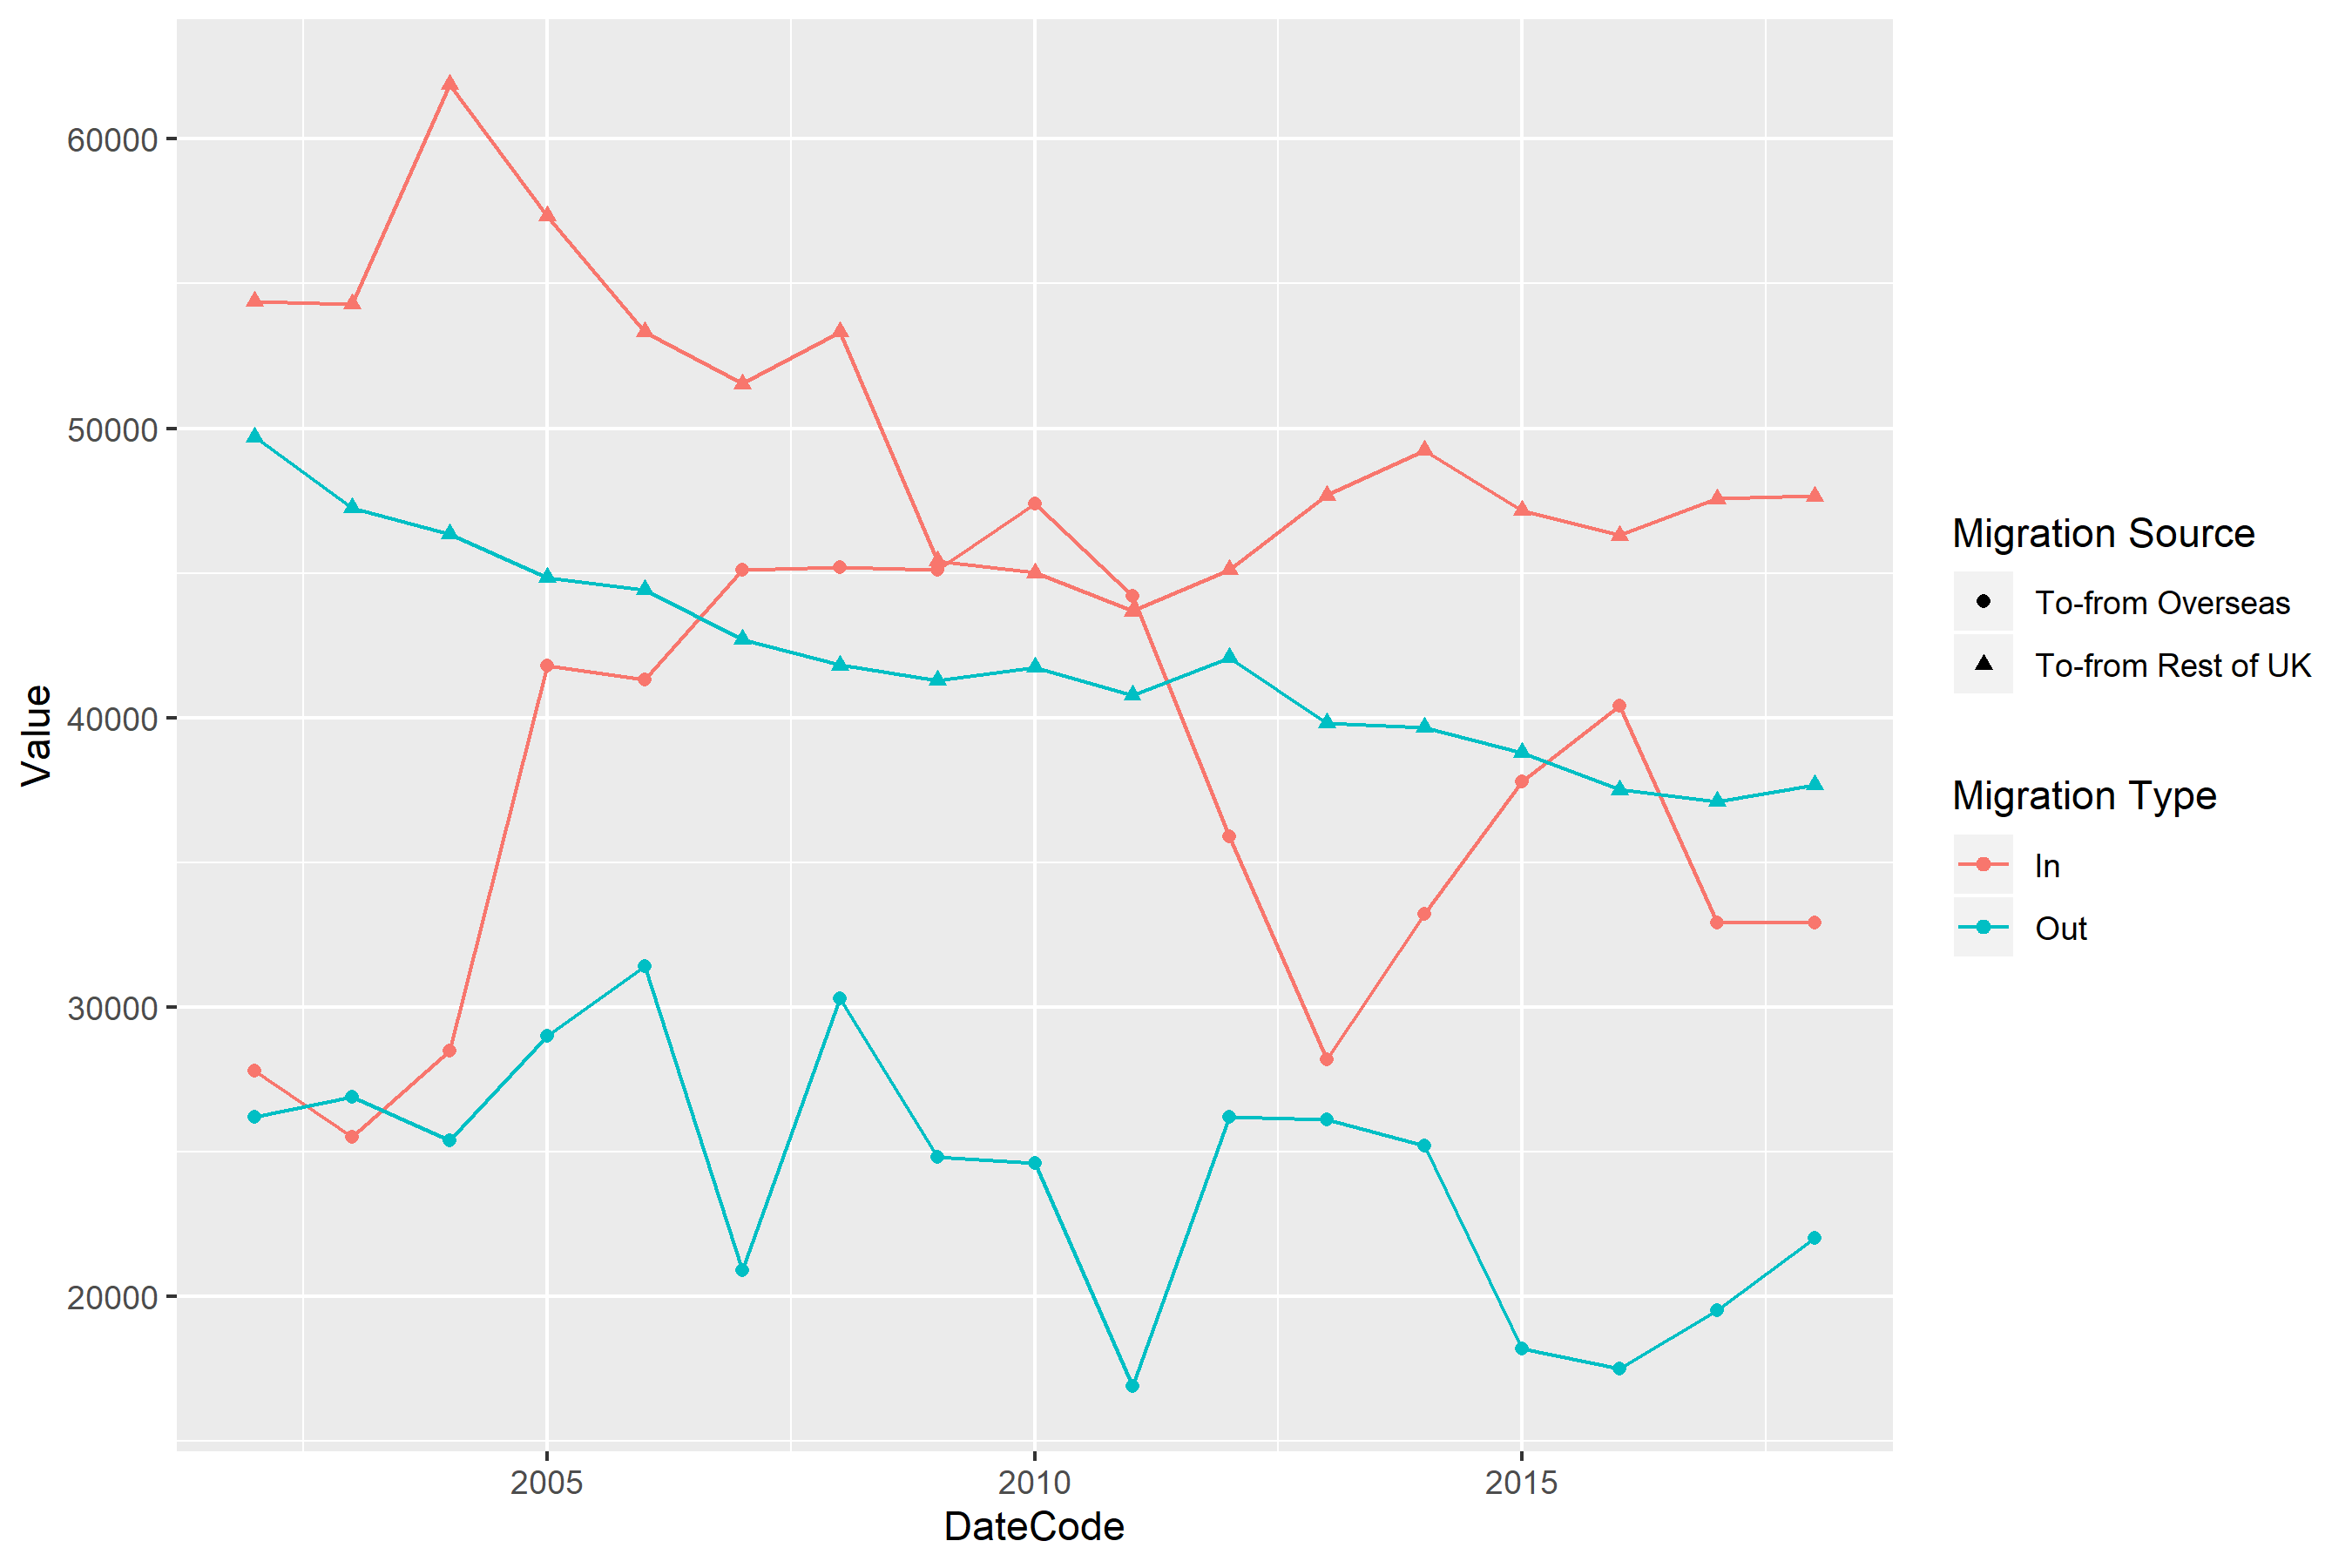 60000
50000
40000
30000
20000
Value
2005
2010
2015
DateCode
Migration Source
To-from Overseas
To-from Rest of UK
Migration Type
In
Out